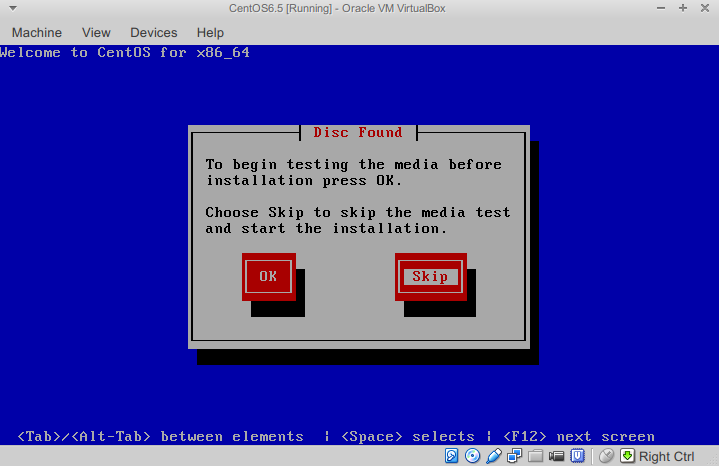 CentOS6.5 [Running] - Oracle VM VirtualBox
Machine View Devices Help
Welcome to CentOS for x86_64
Disc Found
To begin testing the media before
installation press OK.
Choose Skip to skip the media test
and start the installation.
OK Skip
<Tab>/<Alt-Tab> between elements | <Space> selects | <F12> next screen
Right Ctrl